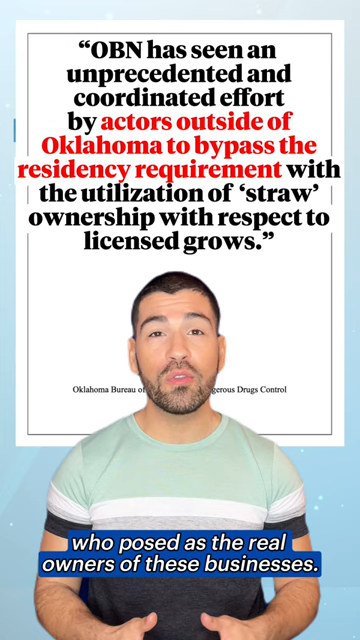 “OBN has seen an
unprecedented and
coordinated effort
by actors outside of
Oklahoma to bypass the
residency requirement with
the utilization of ‘straw’
ownership with respect to
licensed grows.”
Oklahoma Bureau of gerous Drugs Control
who posed as the real
owners of these businesses.